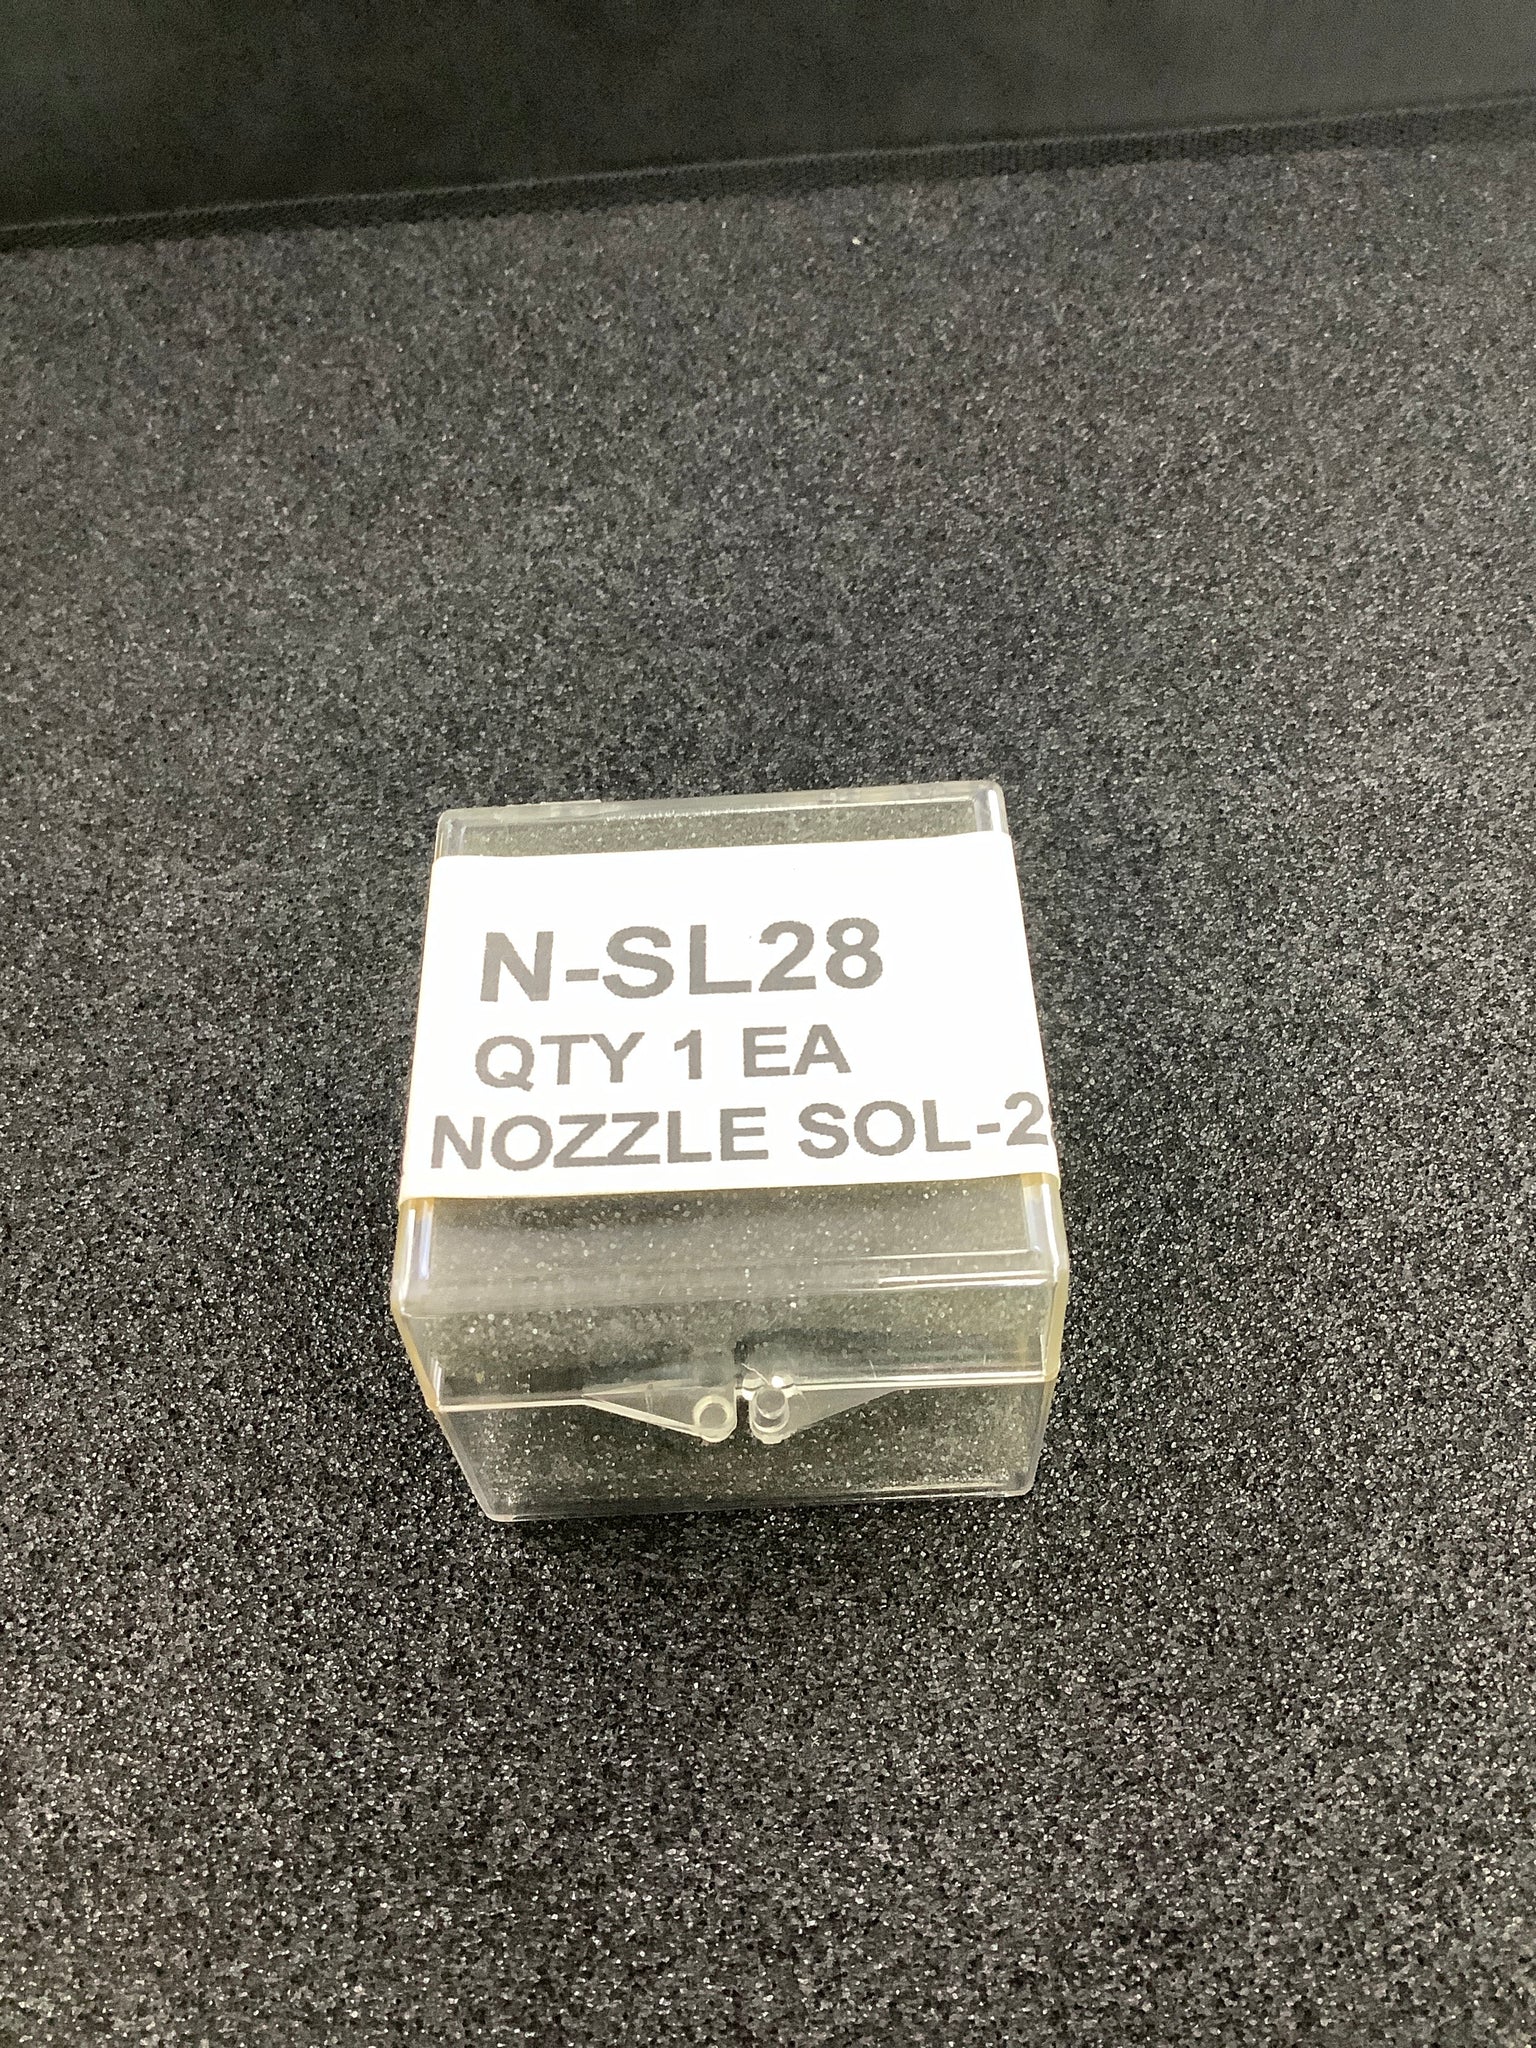 N-SL28
QTY 1 EA
NOZZLE SOL-2